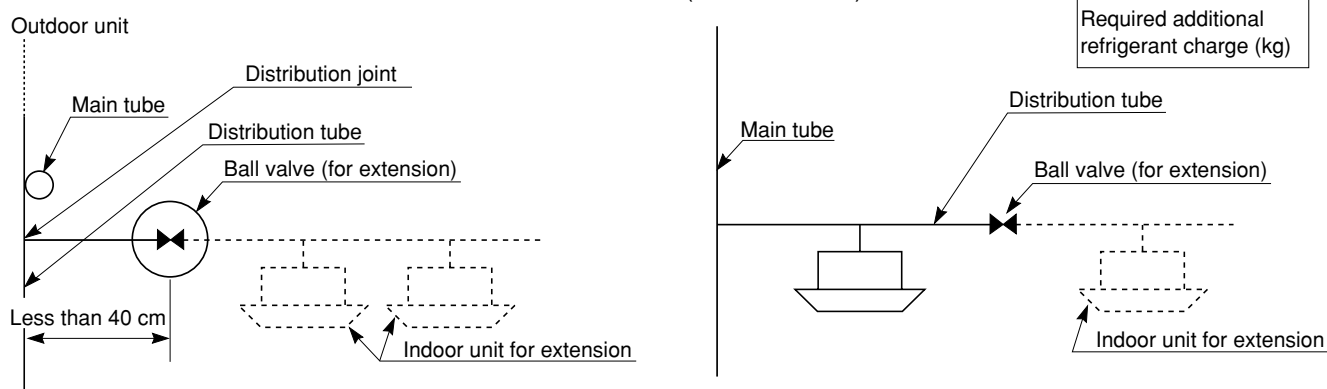 Outdoor unit
Distribution joint
Main tube
Distribution tube
Ball valve (for extension)
Less than 40 cm
Indoor unit for extension
Required additional
refrigerant charge (kg)
Distribution tube
Main tube
Ball valve (for extension)
Indoor unit for extension